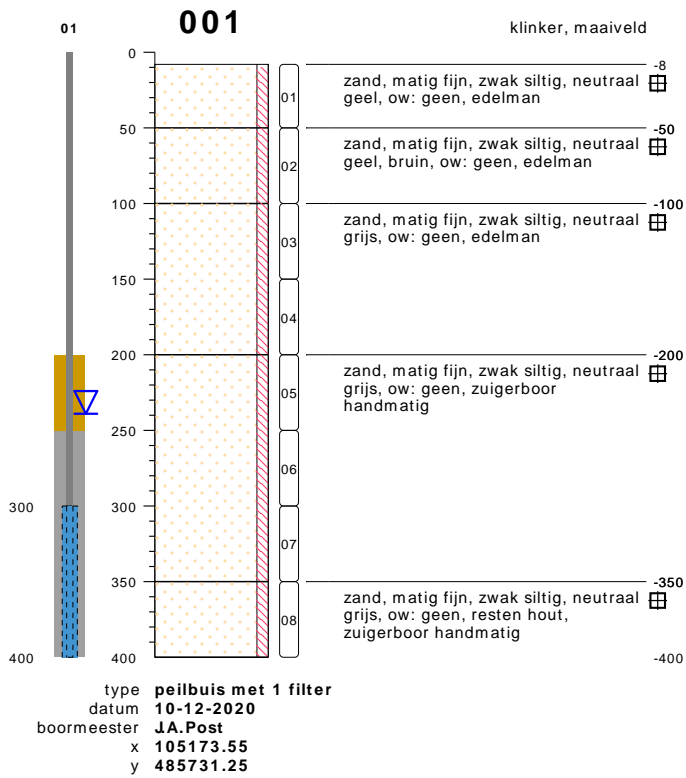 01
001
klinker, maaiveld
0
-8
zand, matig fijn, zwak siltig, neutraal
geel, ow: geen, edelman
01
50
-50
zand, matig fijn, zwak siltig, neutraal
geel, bruin, ow: geen, edelman
02
100
-100
zand, matig fijn, zwak siltig, neutraal
grijs, ow: geen, edelman
03
150
04
200
-200
zand, matig fijn, zwak siltig, neutraal
grijs, ow: geen, zuigerboor
handmatig
05
250
06
300
300
07
350
-350
zand, matig fijn, zwak siltig, neutraal
grijs, ow: geen, resten hout,
zuigerboor handmatig
08
400
400
-400
type peilbuis met 1 filter
datum 10-12-2020
boormeester J.A.Post
x 105173.55
y 485731.25